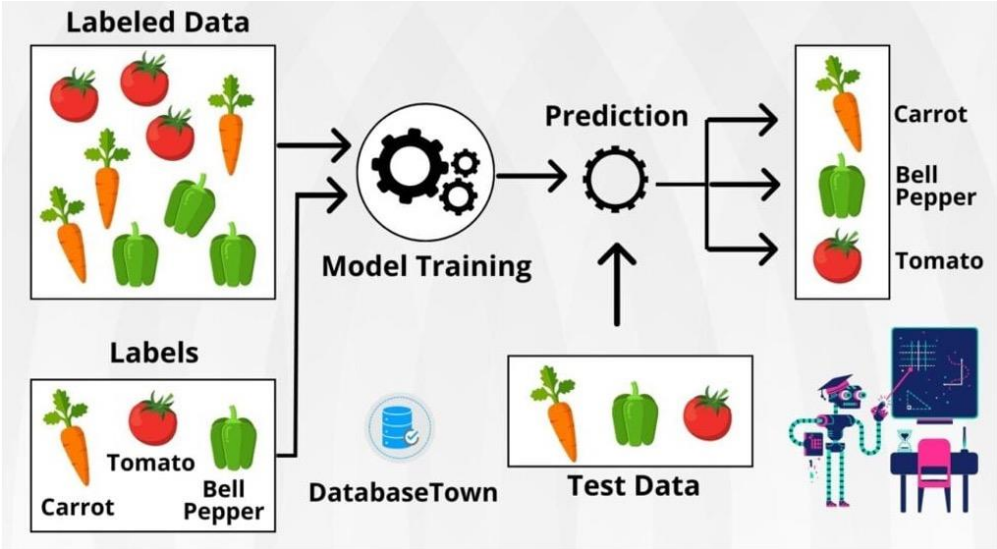 Labeled Data
Prediction
Carrot
Bell
Pepper
Tomato
Model Training
Labels
Tomato
Carrot
Bell
Pepper
DatabaseTown
Test Data